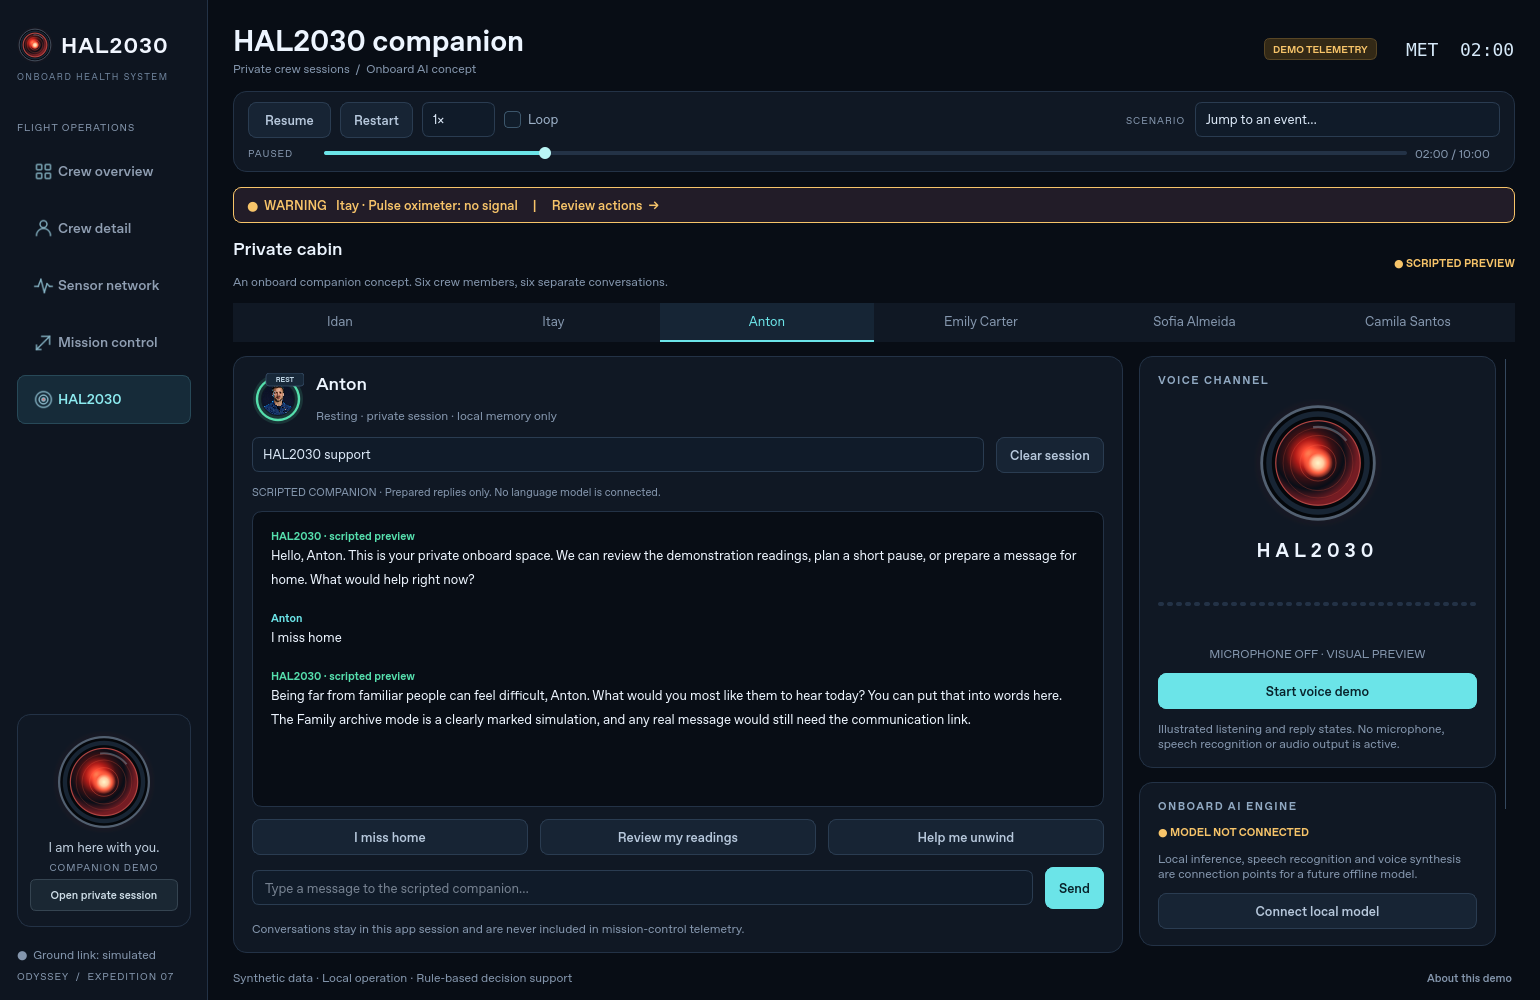 HAL2030
ONBOARD HEALTH SYSTEM
FLIGHT OPERATIONS
Crew overview
Crew detail
Sensor network
Mission control
HAL2030
I am here with you.
COMPANION DEMO
Open private session
Ground link: simulated
ODYSSEY / EXPEDITION 07
HAL2030 companion
Private crew sessions / Onboard AI concept
DEMO TELEMETRY
MET 02:00
Resume
Restart
1×
Loop
SCENARIO
Jump to an event...
PAUSED
02:00 / 10:00
WARNING Itay · Pulse oximeter: no signal | Review actions →
Private cabin
An onboard companion concept. Six crew members, six separate conversations.
SCRIPTED PREVIEW
Idan
Itay
Anton
Emily Carter
Sofia Almeida
Camila Santos
REST
Anton
Resting · private session · local memory only
HAL2030 support
Clear session
SCRIPTED COMPANION · Prepared replies only. No language model is connected.
HAL2030 · scripted preview
Hello, Anton. This is your private onboard space. We can review the demonstration readings, plan a short pause, or prepare a message for
home. What would help right now?
Anton
I miss home
HAL2030 · scripted preview
Being far from familiar people can feel difficult, Anton. What would you most like them to hear today? You can put that into words here.
The Family archive mode is a clearly marked simulation, and any real message would still need the communication link.
I miss home
Review my readings
Help me unwind
Type a message to the scripted companion...
Send
Conversations stay in this app session and are never included in mission-control telemetry.
VOICE CHANNEL
HAL2030
MICROPHONE OFF · VISUAL PREVIEW
Start voice demo
Illustrated listening and reply states. No microphone,
speech recognition or audio output is active.
ONBOARD AI ENGINE
MODEL NOT CONNECTED
Local inference, speech recognition and voice synthesis
are connection points for a future offline model.
Connect local model
Synthetic data · Local operation · Rule-based decision support
About this demo